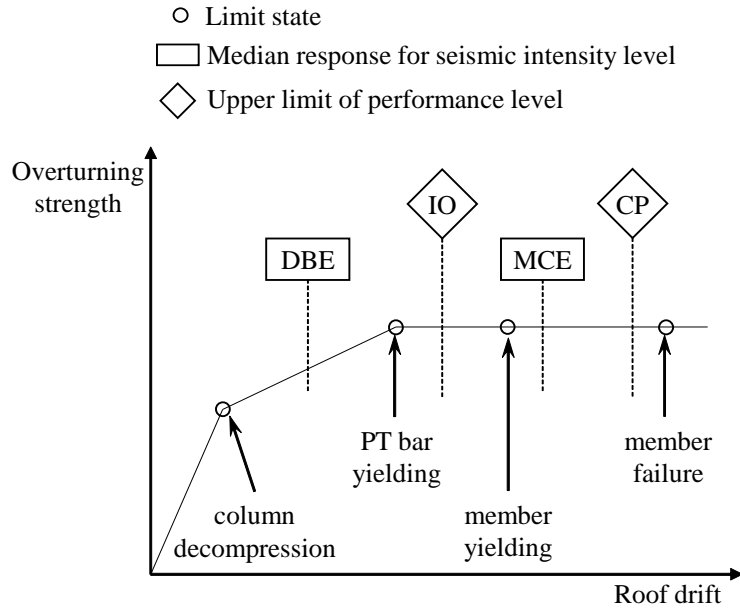 Limit state
Median response for seismic intensity level
Upper limit of performance level
Overturning
strength
IO
CP
DBE
MCE
PT bar
yielding
member
failure
column
decompression
member
yielding
Roof drift